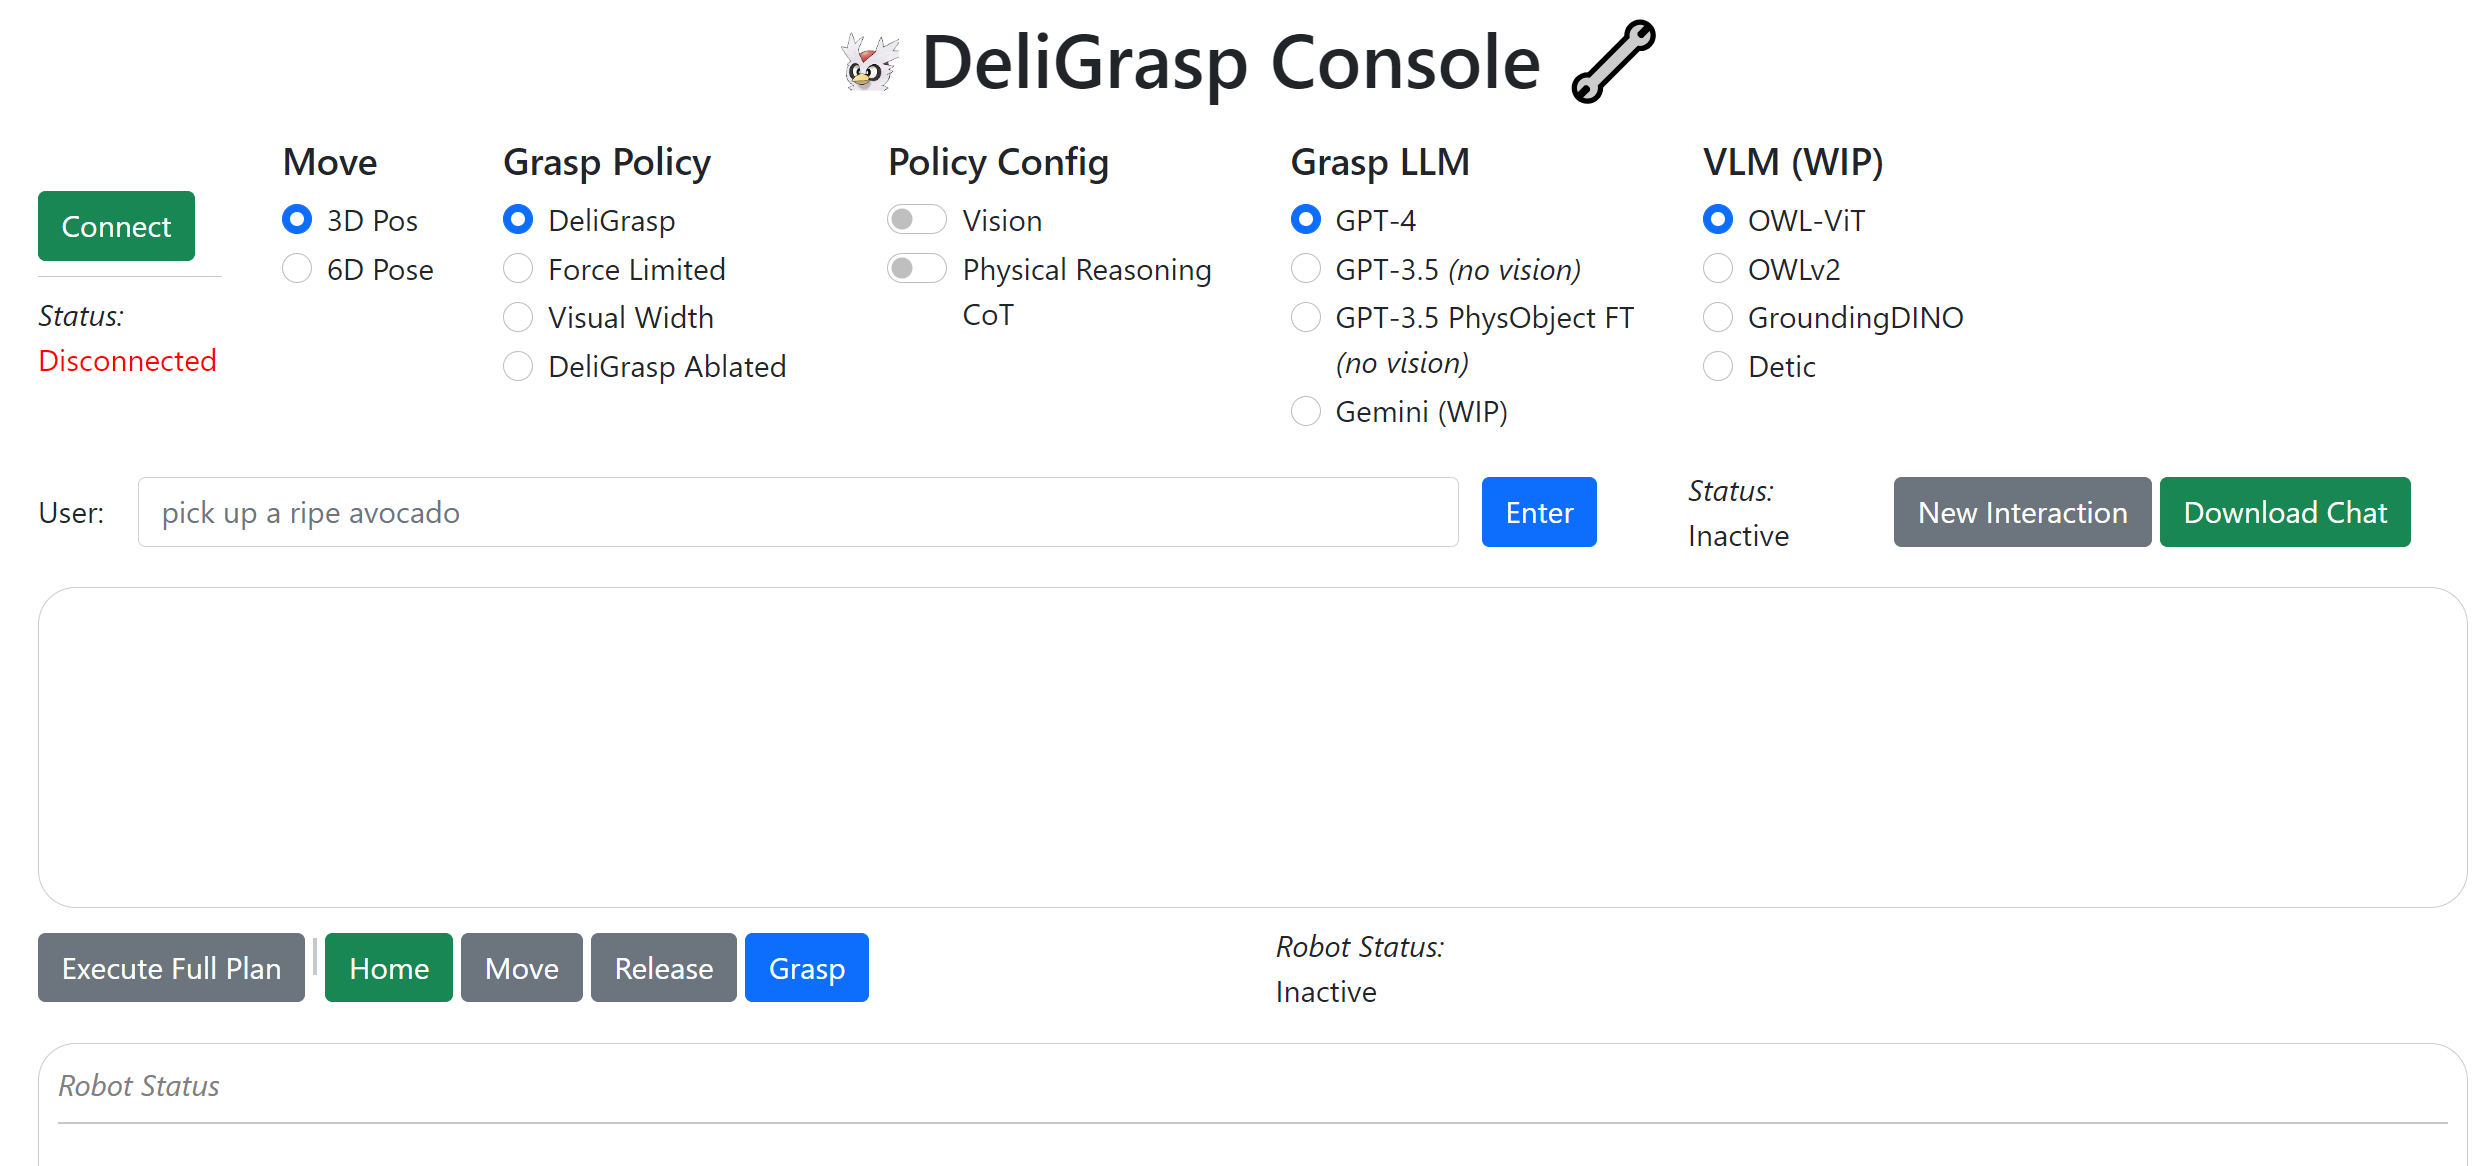 DeliGrasp Console
Connect
Status:
Disconnected
Move
3D Pos
6D Pose
Grasp Policy
DeliGrasp
Force Limited
Visual Width
DeliGrasp Ablated
Policy Config
Vision
Physical Reasoning
CoT
Grasp LLM
GPT-4
GPT-3.5 (no vision)
GPT-3.5 PhysObject FT
(no vision)
Gemini (WIP)
VLM (WIP)
OWL-ViT
OWLv2
GroundingDINO
Detic
User:
pick up a ripe avocado
Enter
Status:
Inactive
New Interaction
Download Chat
Execute Full Plan
Home
Move
Release
Grasp
Robot Status:
Inactive
Robot Status